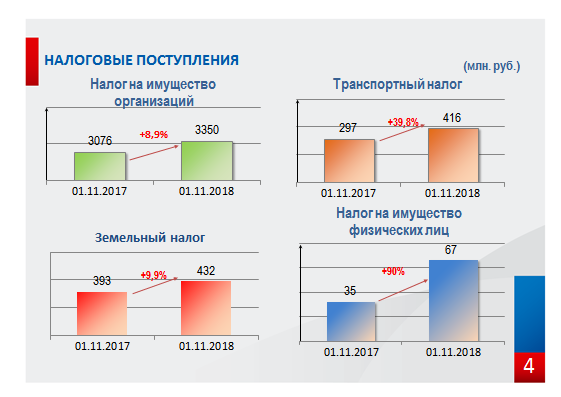 НАЛОГОВЫЕ ПОСТУПЛЕНИЯ
(млн. руб.)
Налог на имущество
организаций
3076
+8,9%
3350
01.11.2017
01.11.2018
Транспортный налог
297
+39,8%
416
01.11.2017
01.11.2018
Земельный налог
393
+9,9%
432
01.11.2017
01.11.2018
Налог на имущество
физических лиц
35
+90%
67
01.11.2017
01.11.2018
4